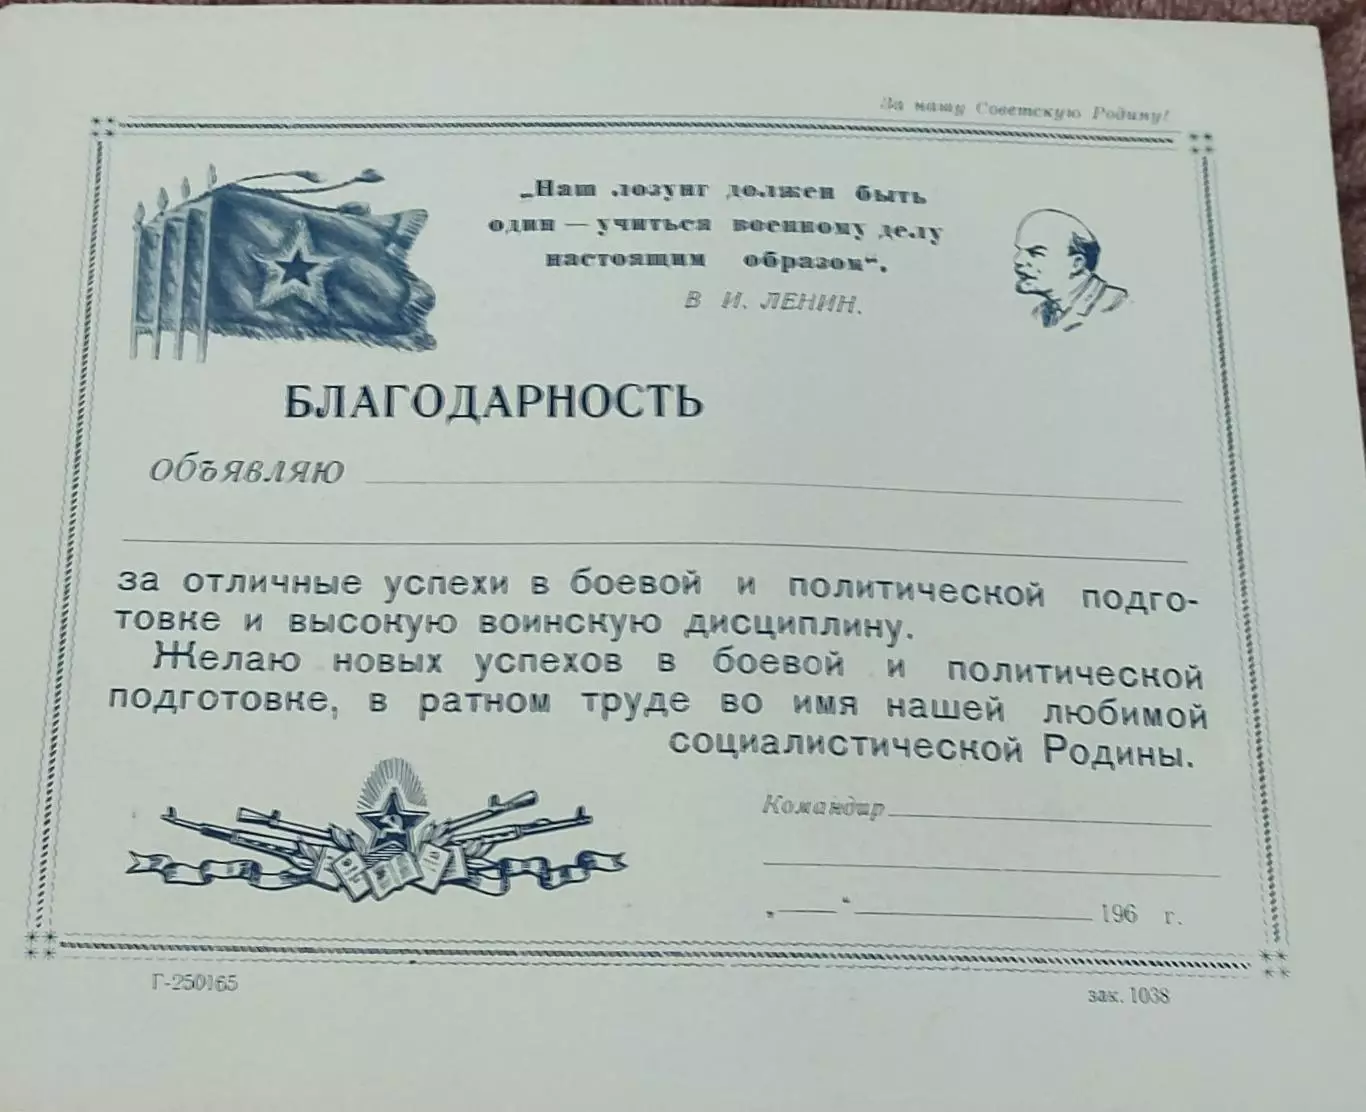 За нашу Советскую Родину!
„Наш лозунг должен быть
один — учиться военному делу
настоящим образом“.
В И. ЛЕНИН.
БЛАГОДАРНОСТЬ
объявляю
за отличные успехи в боевой и политической подго-
товке и высокую воинскую дисциплину.
Желаю новых успехов в боевой и политической
подготовке, в ратном труде во имя нашей любимой
социалистической Родины.
Командир
„ “ 196 г.
Г-250165
зак. 1038